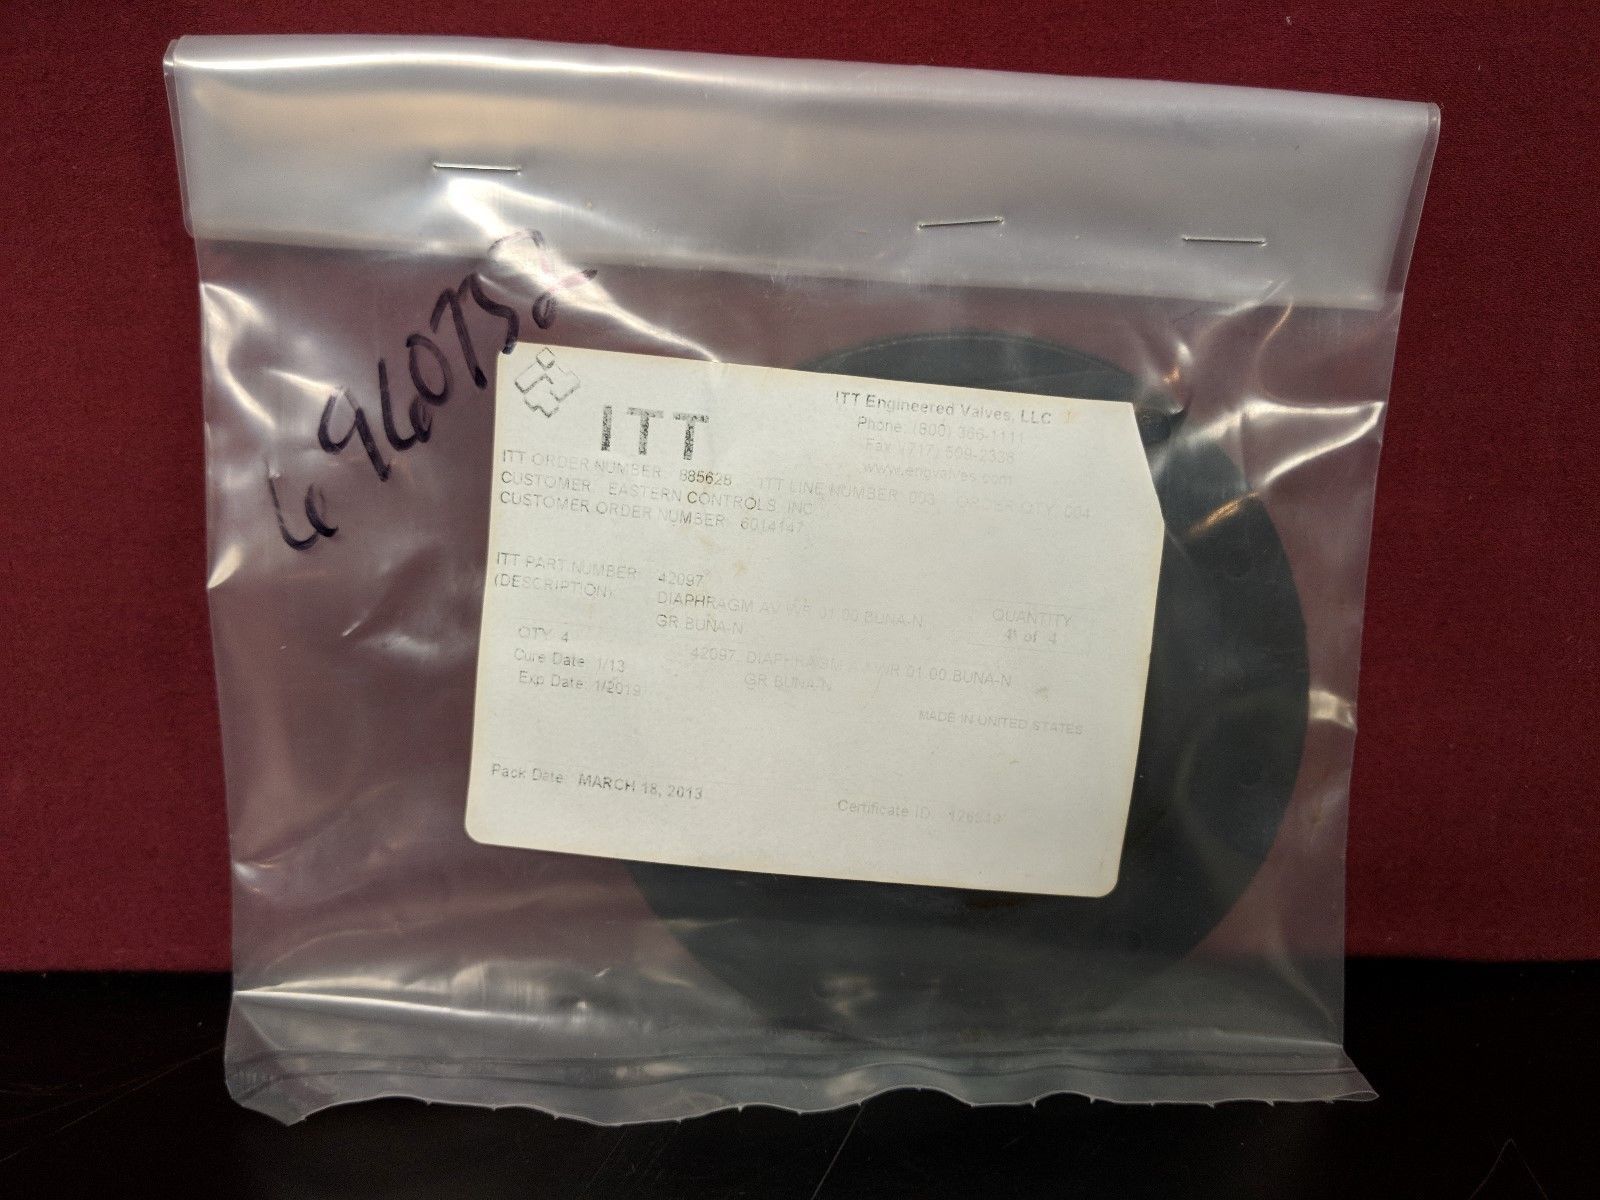 ITT
ITT Engineered Valves, LLC
Phone: (800) 366-1111
Fax (717) 509-2336
www.engvalves.com
ITT ORDER NUMBER 885628 ITT LINE NUMBER 003 ORDER QTY 004
CUSTOMER EASTERN CONTROLS, INC
CUSTOMER ORDER NUMBER 6014147
ITT PART NUMBER 42097
(DESCRIPTION) DIAPHRAGM AV WR 01.00 BUNA-N
GR BUNA-N
QUANTITY
4 of 4
QTY 4
42097, DIAPHRAGM WR 01.00 BUNA-N
GR BUNA-N
Cure Date: 1/13
Exp Date: 1/2019
MADE IN UNITED STATES
Pack Date: MARCH 18, 2013
Certificate ID: